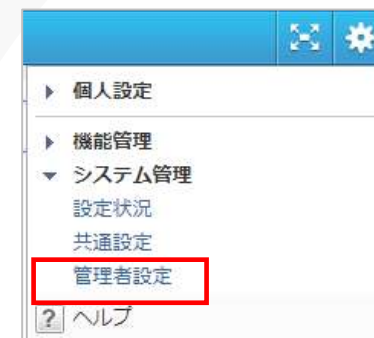 個人設定
機能管理
システム管理
設定状況
共通設定
管理者設定
? ヘルプ